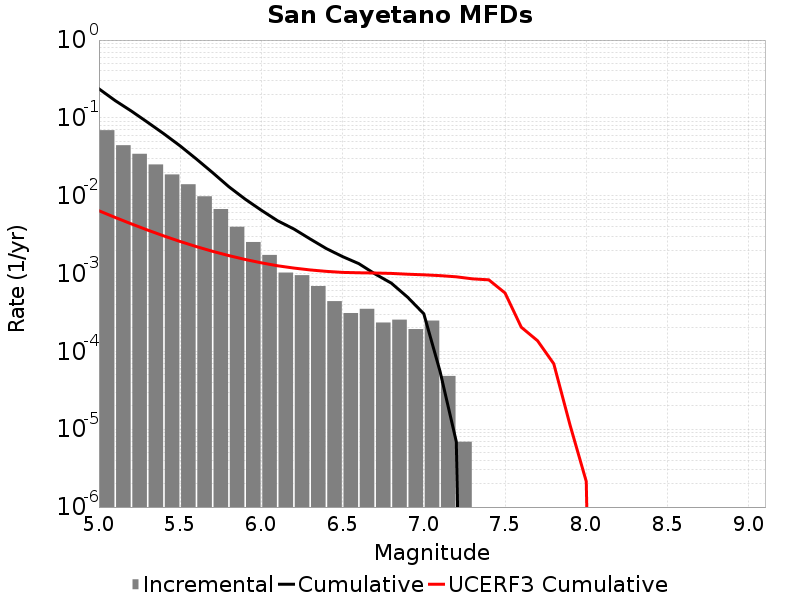 San Cayetano MFDs
10^0
10^-1
10^-2
10^-3
10^-4
10^-5
10^-6
Rate (1/yr)
5.0 5.5 6.0 6.5 7.0 7.5 8.0 8.5 9.0
Magnitude
Incremental Cumulative UCERF3 Cumulative